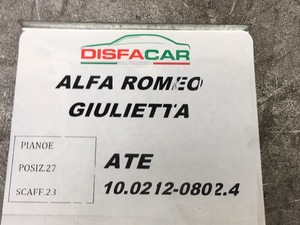 DISFACAR
ALFA ROMEO
GIULIETTA
PIANOE
POSIZ.27
SCAFF.23
ATE
10.0212-0802.4